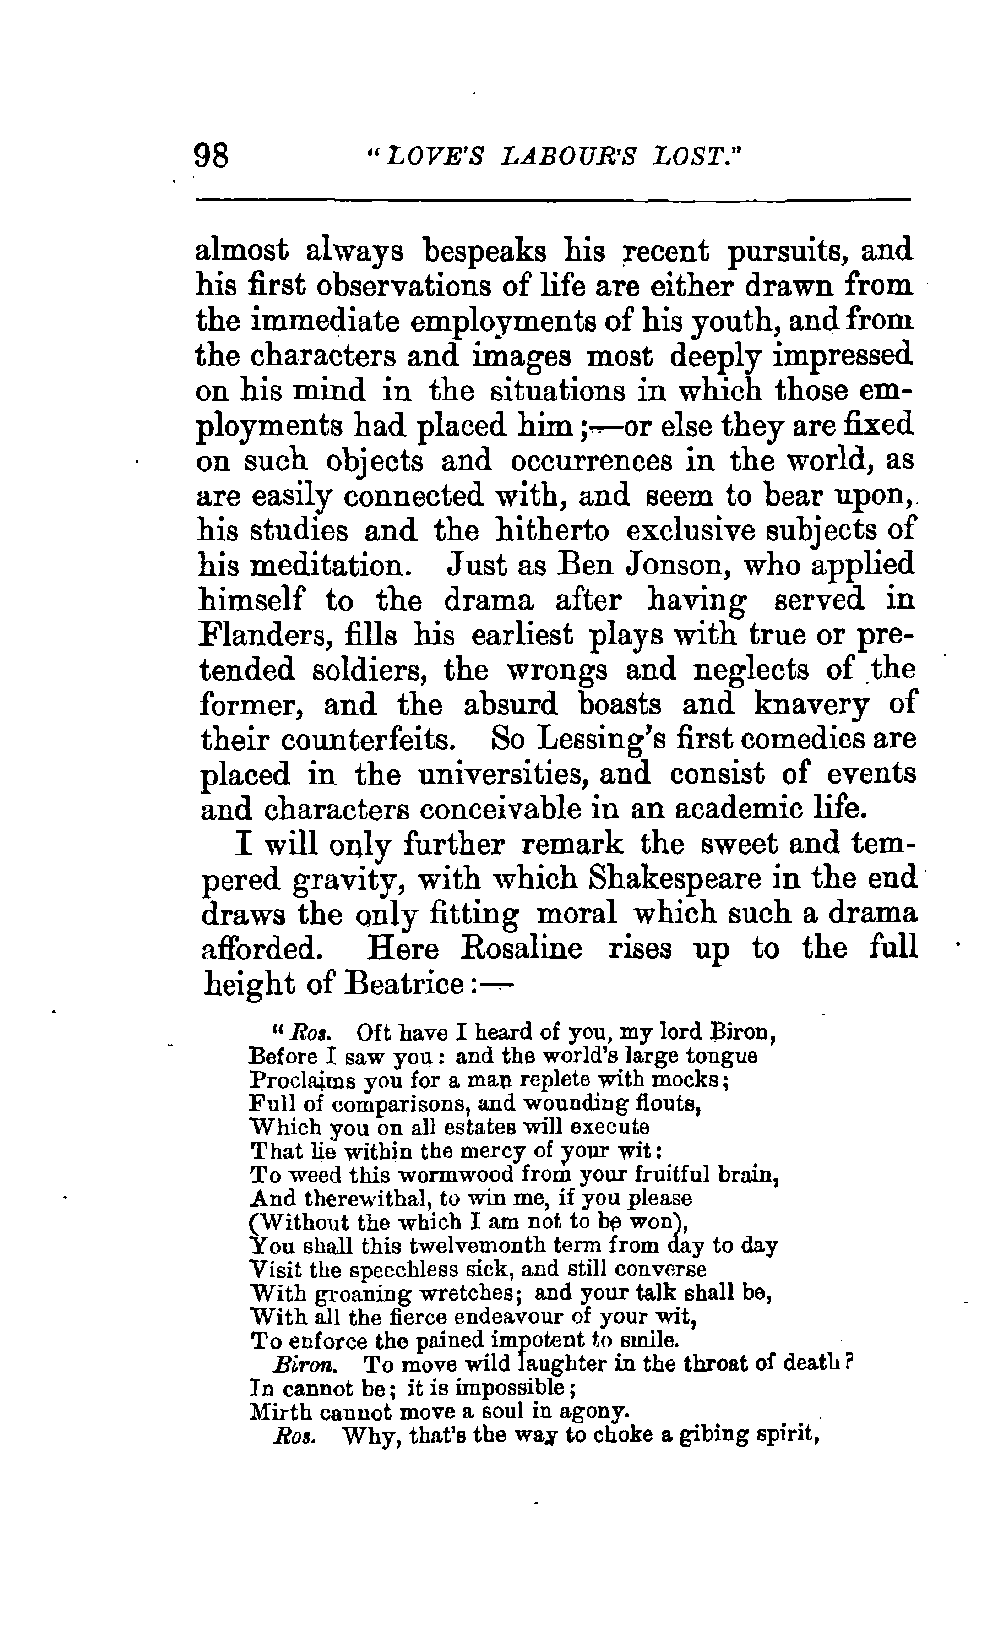 98 "LOVE'S LABOUR'S LOST."
almost always bespeaks his recent pursuits, and
his first observations of life are either drawn from
the immediate employments of his youth, and from
the characters and images most deeply impressed
on his mind in the situations in which those em-
ployments had placed him;—or else they are fixed
on such objects and occurrences in the world, as
are easily connected with, and seem to bear upon,
his studies and the hitherto exclusive subjects of
his meditation. Just as Ben Jonson, who applied
himself to the drama after having served in
Flanders, fills his earliest plays with true or pre-
tended soldiers, the wrongs and neglects of the
former, and the absurd boasts and knavery of
their counterfeits. So Lessing's first comedies are
placed in the universities, and consist of events
and characters conceivable in an academic life.
I will only further remark the sweet and tem-
pered gravity, with which Shakespeare in the end
draws the only fitting moral which such a drama
afforded. Here Rosaline rises up to the full
height of Beatrice:—
"Ros. Oft have I heard of you, my lord Biron,
Before I saw you: and the world's large tongue
Proclaims you for a man replete with mocks;
Full of comparisons, and wounding flouts,
Which you on all estates will execute
That lie within the mercy of your wit:
To weed this wormwood from your fruitful brain,
And therewithal, to win me, if you please
(Without the which I am not to be won),
You shall this twelvemonth term from day to day
Visit the speechless sick, and still converse
With groaning wretches; and your talk shall be,
With all the fierce endeavour of your wit,
To enforce the pained impotent to smile.
Biron. To move wild laughter in the throat of death?
In cannot be; it is impossible;
Mirth cannot move a soul in agony.
Ros. Why, that's the way to choke a gibing spirit,